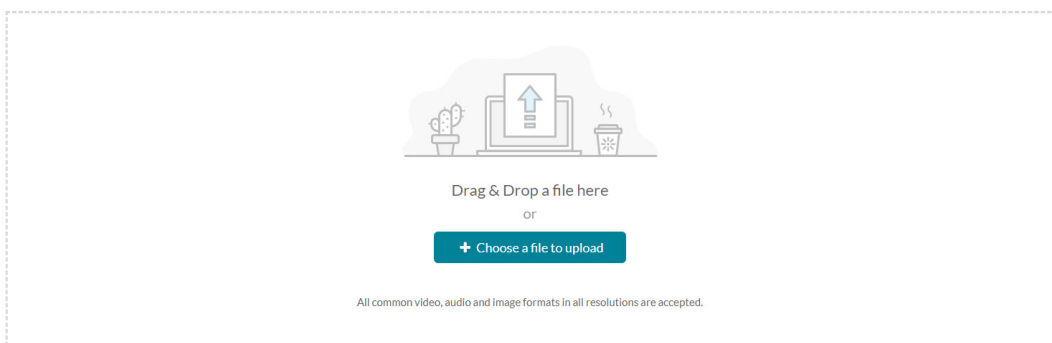 Drag & Drop a file here
or
+ Choose a file to upload
All common video, audio and image formats in all resolutions are accepted.